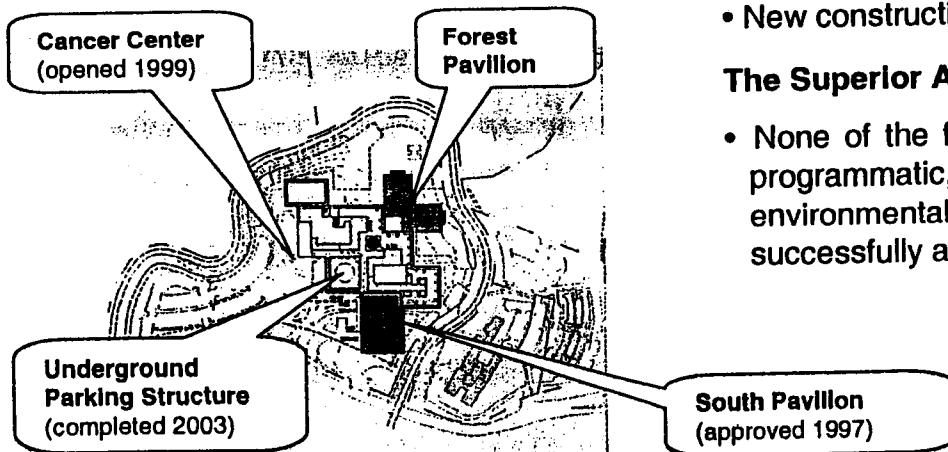 Cancer Center
(opened 1999)
Forest
Pavilion
• New constructi
The Superior A
• None of the f
programmatic
environmental
successfully a
Underground
Parking Structure
(completed 2003)
South Pavilion
(approved 1997)